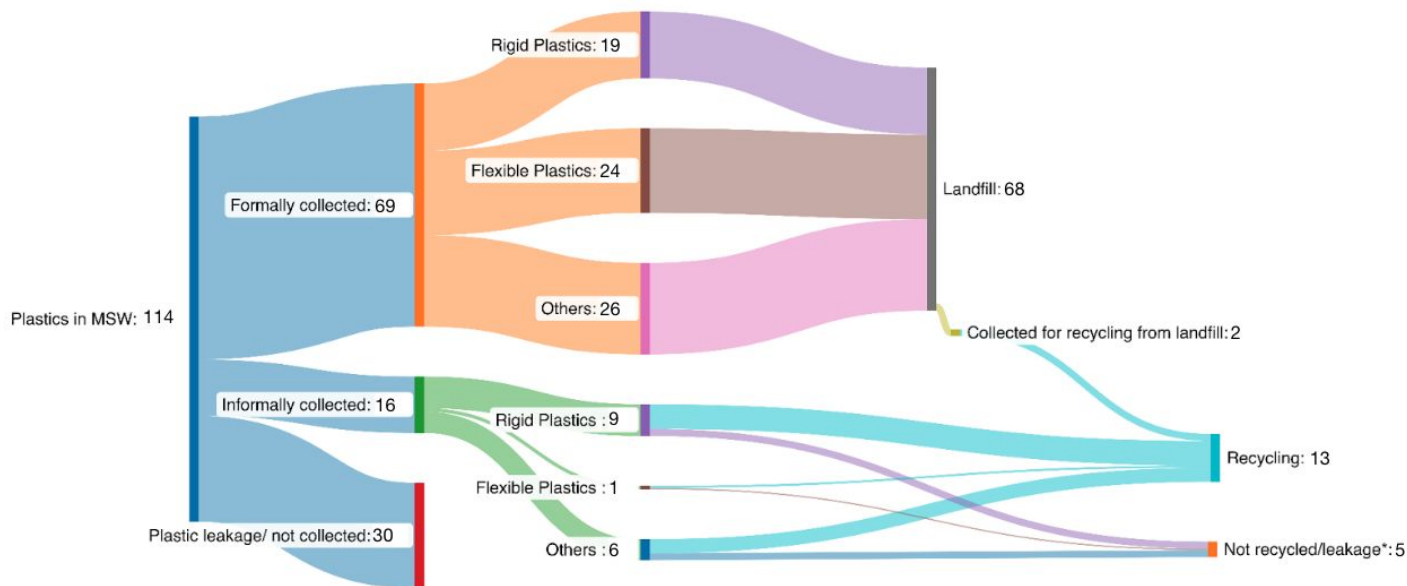 Rigid Plastics: 19
Flexible Plastics: 24
Landfill: 68
Formally collected: 69
Others: 26
Plastics in MSW: 114
Collected for recycling from landfill: 2
Informally collected: 16
Rigid Plastics : 9
Recycling: 13
Flexible Plastics : 1
Plastic leakage/ not collected: 30
Others : 6
Not recycled/leakage*: 5